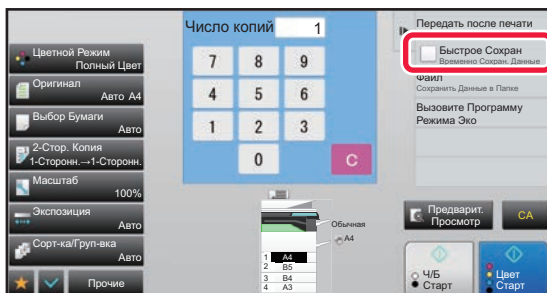 Число копий 1
Передать после печати
Быстрое Сохран
Временно Сохран. Данные
Файл
Сохранить Данные в Папке
Вызовите Программу
Режима Эко
Цветной Режим
Полный Цвет
Оригинал
Авто A4
Выбор Бумаги
Авто
2-Стор. Копия
1-Сторонн.→1-Сторонн.
Масштаб
100%
Экспозиция
Авто
Сорт-ка/Груп-вка
Авто
Прочие
7 8 9
4 5 6
1 2 3
0 C
Обычная
A4
1 A4
2 B5
3 B4
4 A3
Предварит.
Просмотр
CA
Ч/Б
Старт
Цвет
Старт